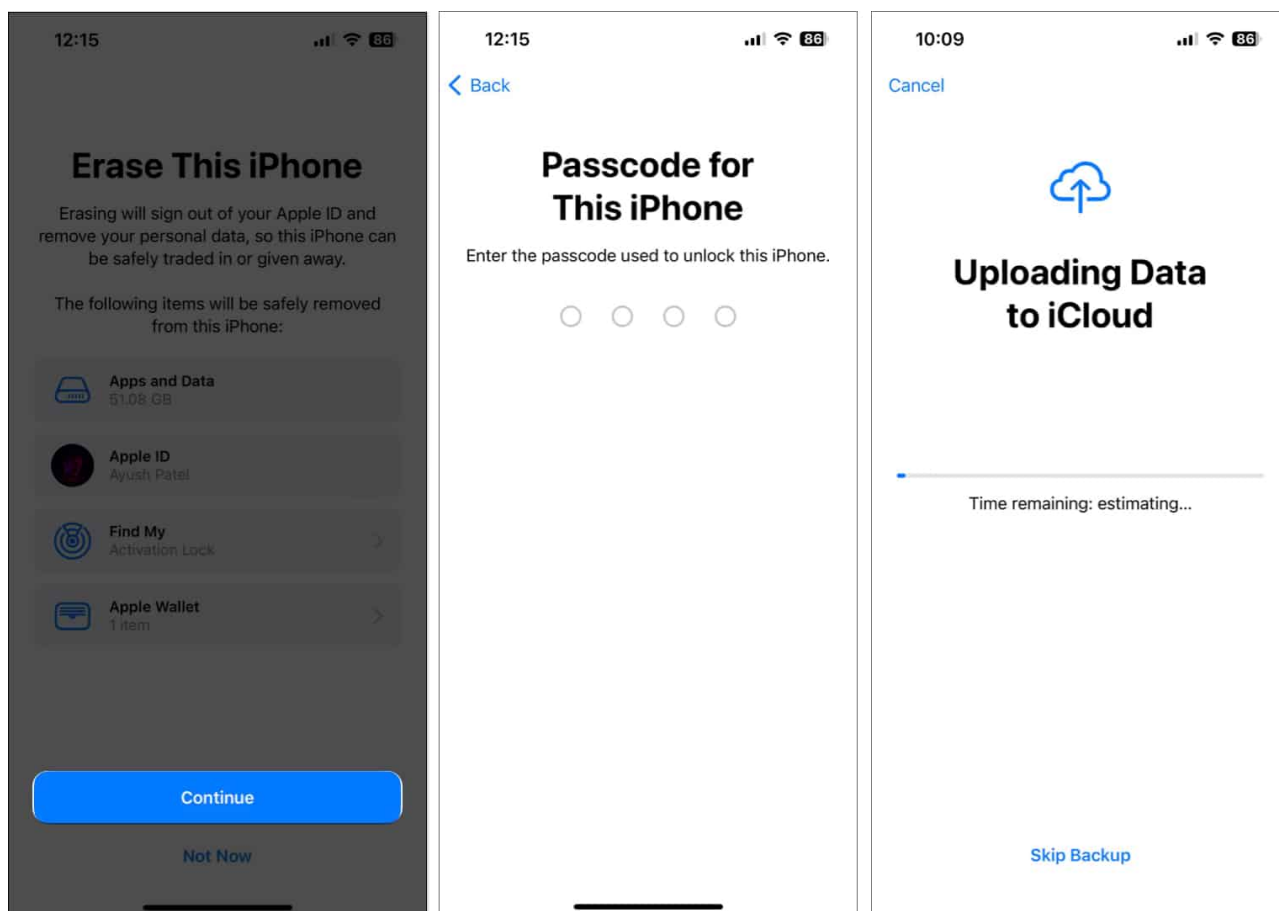 12:15
86
Erase This iPhone
Erasing will sign out of your Apple ID and
remove your personal data, so this iPhone can
be safely traded in or given away.
The following items will be safely removed
from this iPhone:
Apps and Data
51.08 GB
Apple ID
Ayush Patel
Find My
Activation Lock
Apple Wallet
1 item
Continue
Not Now
12:15
86
Back
Passcode for
This iPhone
Enter the passcode used to unlock this iPhone.
10:09
86
Cancel
Uploading Data
to iCloud
Time remaining: estimating...
Skip Backup